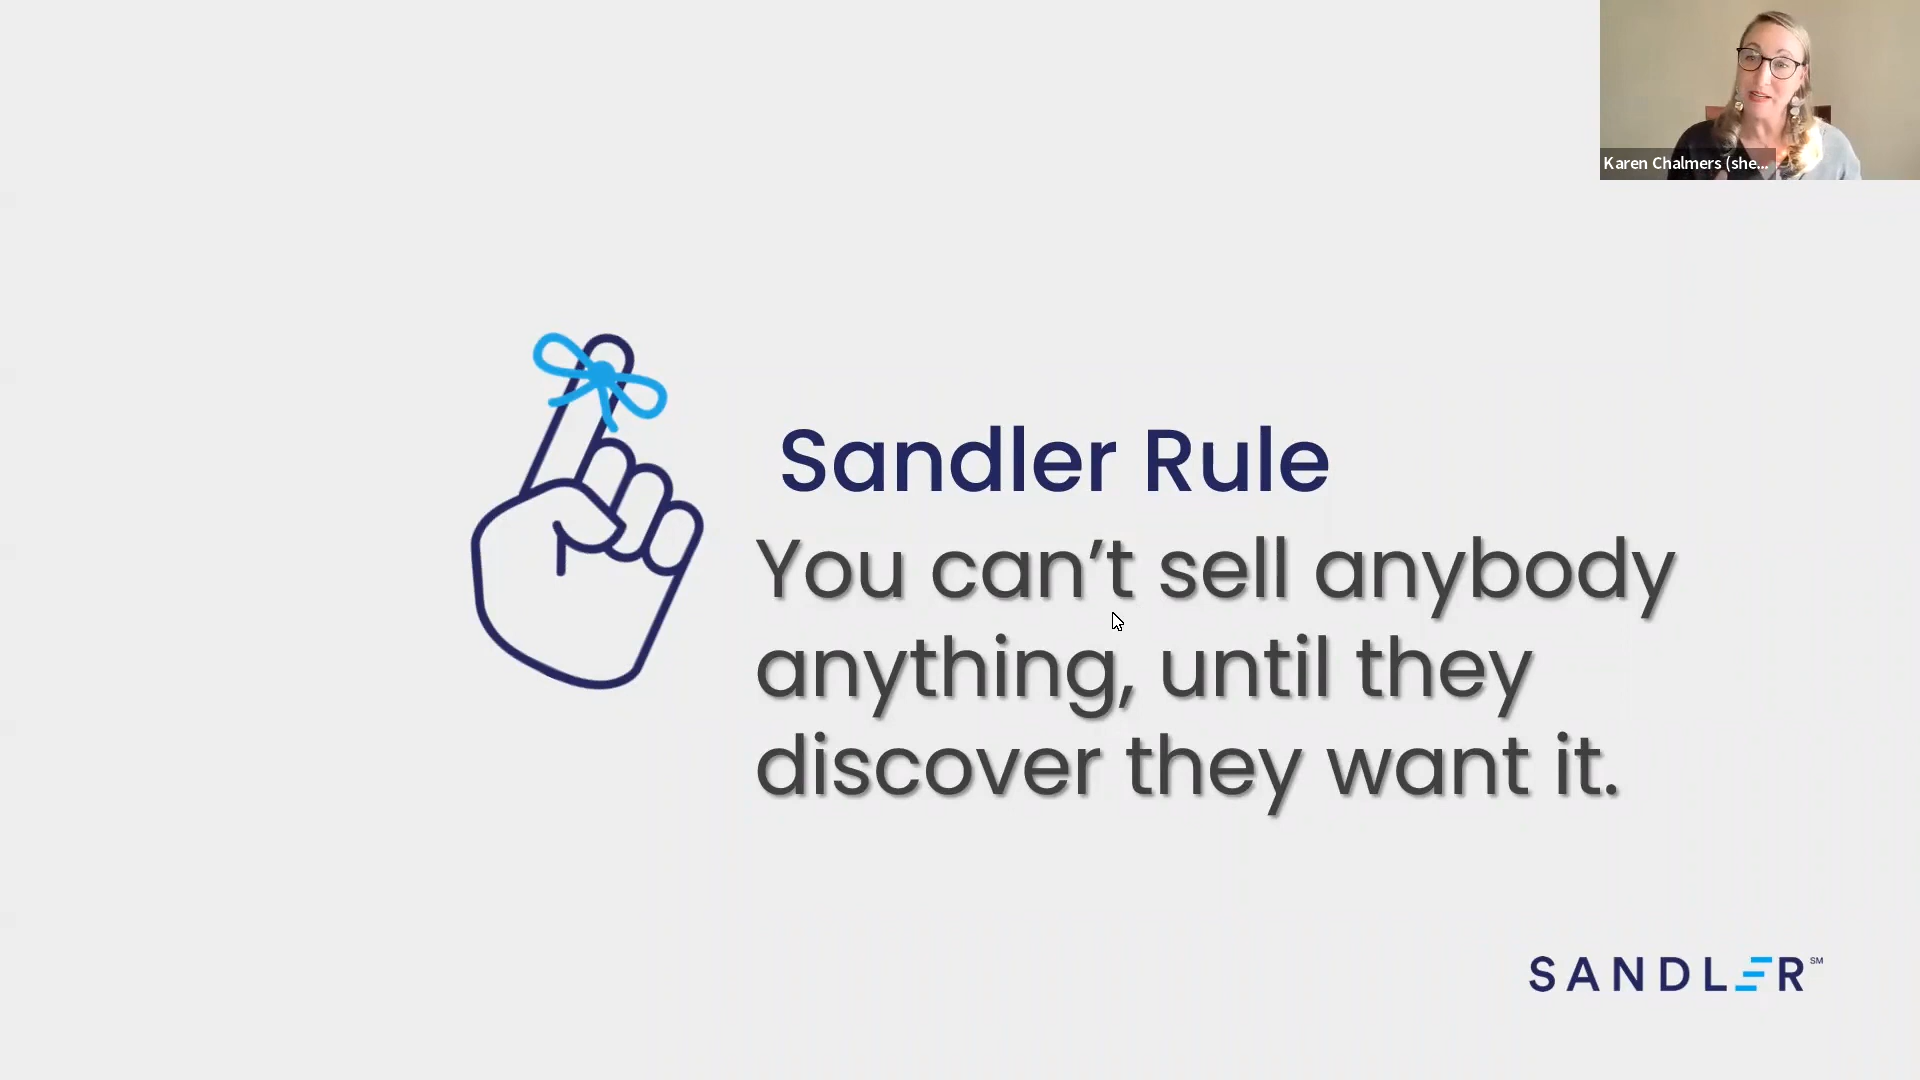 Karen Chalmers (she...
Sandler Rule
You can’t sell anybody
anything, until they
discover they want it.
SANDLER℠